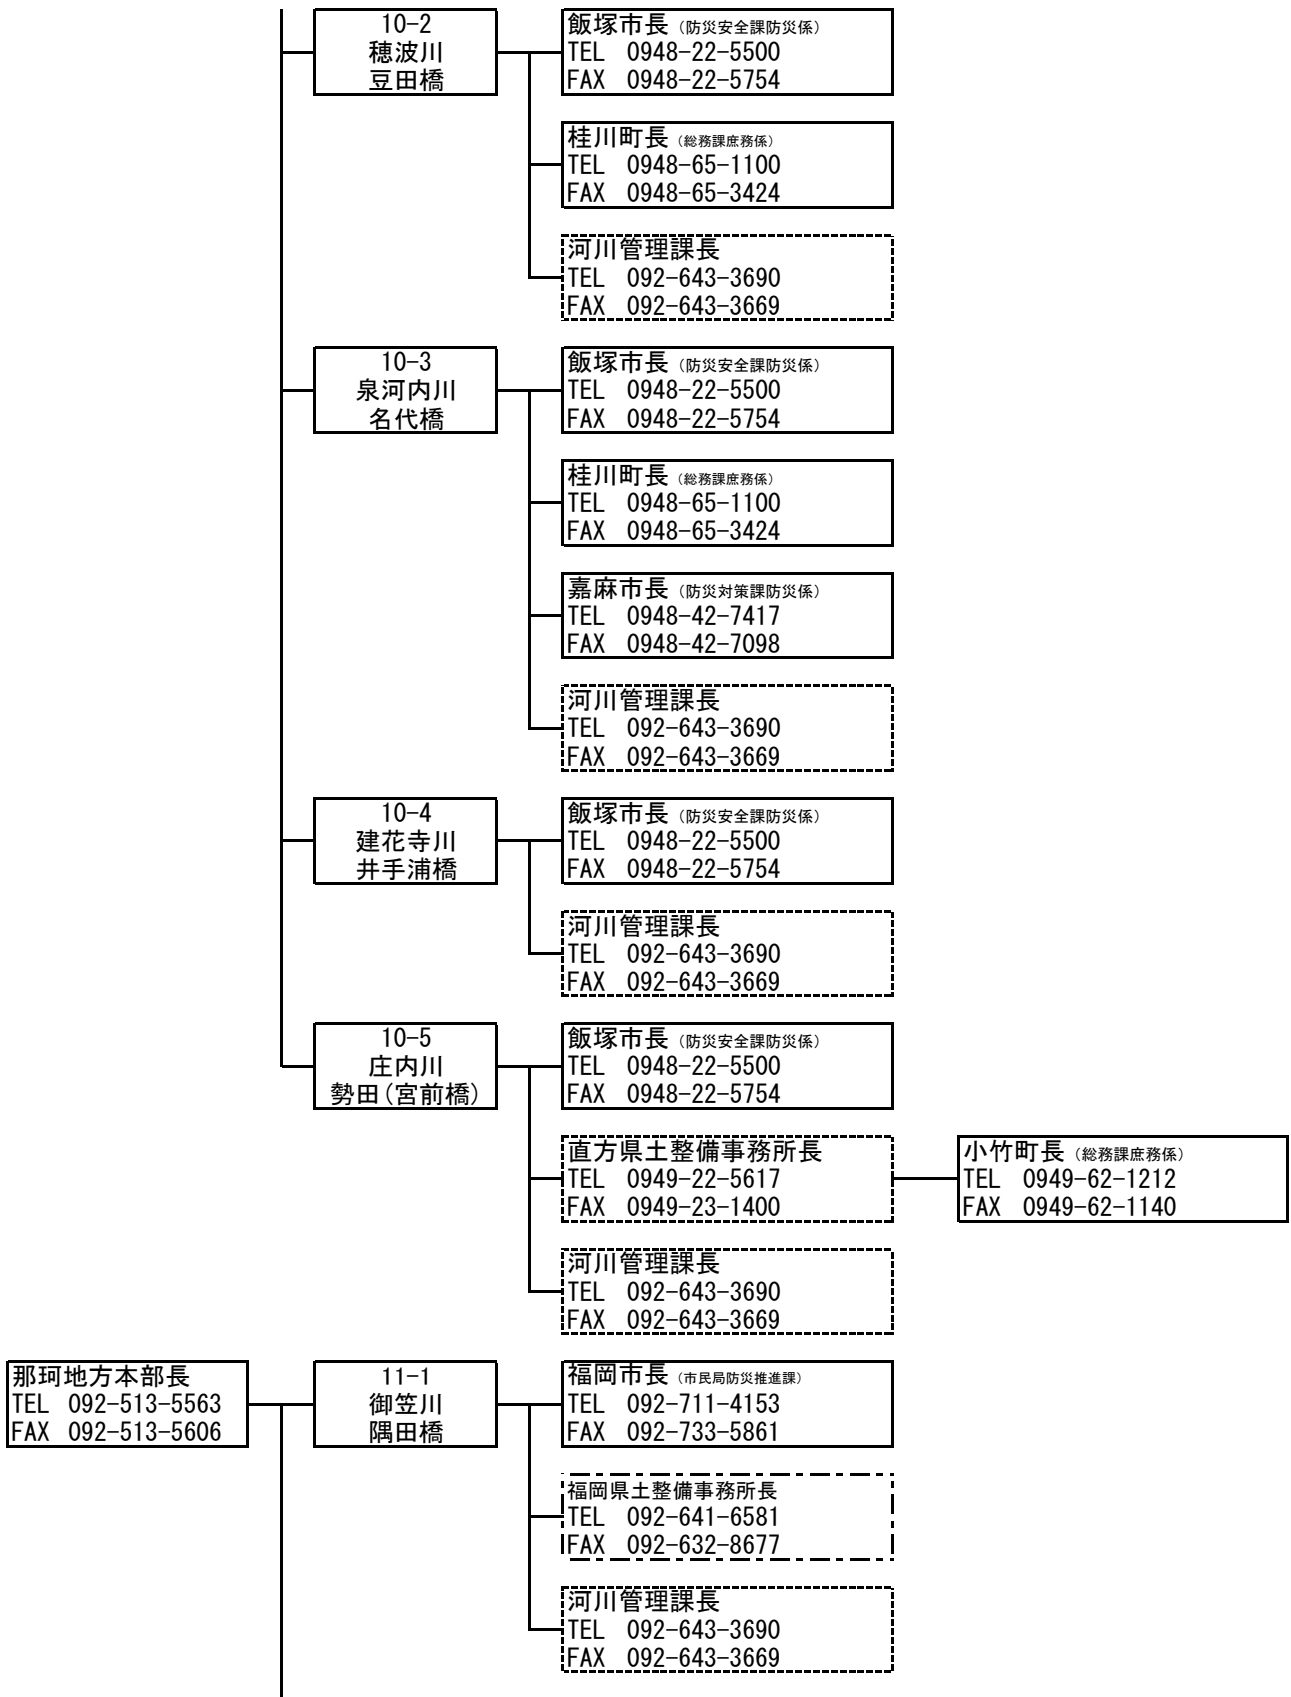 10-2
穂波川
豆田橋
飯塚市長 (防災安全課防災係)
TEL 0948-22-5500
FAX 0948-22-5754
桂川町長 (総務課庶務係)
TEL 0948-65-1100
FAX 0948-65-3424
河川管理課長
TEL 092-643-3690
FAX 092-643-3669
10-3
泉河内川
名代橋
飯塚市長 (防災安全課防災係)
TEL 0948-22-5500
FAX 0948-22-5754
桂川町長 (総務課庶務係)
TEL 0948-65-1100
FAX 0948-65-3424
嘉麻市長 (防災対策課防災係)
TEL 0948-42-7417
FAX 0948-42-7098
河川管理課長
TEL 092-643-3690
FAX 092-643-3669
10-4
建花寺川
井手浦橋
飯塚市長 (防災安全課防災係)
TEL 0948-22-5500
FAX 0948-22-5754
河川管理課長
TEL 092-643-3690
FAX 092-643-3669
10-5
庄内川
勢田(宮前橋)
飯塚市長 (防災安全課防災係)
TEL 0948-22-5500
FAX 0948-22-5754
直方県土整備事務所長
TEL 0949-22-5617
FAX 0949-23-1400
小竹町長 (総務課庶務係)
TEL 0949-62-1212
FAX 0949-62-1140
河川管理課長
TEL 092-643-3690
FAX 092-643-3669
那珂地方本部長
TEL 092-513-5563
FAX 092-513-5606
11-1
御笠川
隅田橋
福岡市長 (市民局防災推進課)
TEL 092-711-4153
FAX 092-733-5861
福岡県土整備事務所長
TEL 092-641-6581
FAX 092-632-8677
河川管理課長
TEL 092-643-3690
FAX 092-643-3669